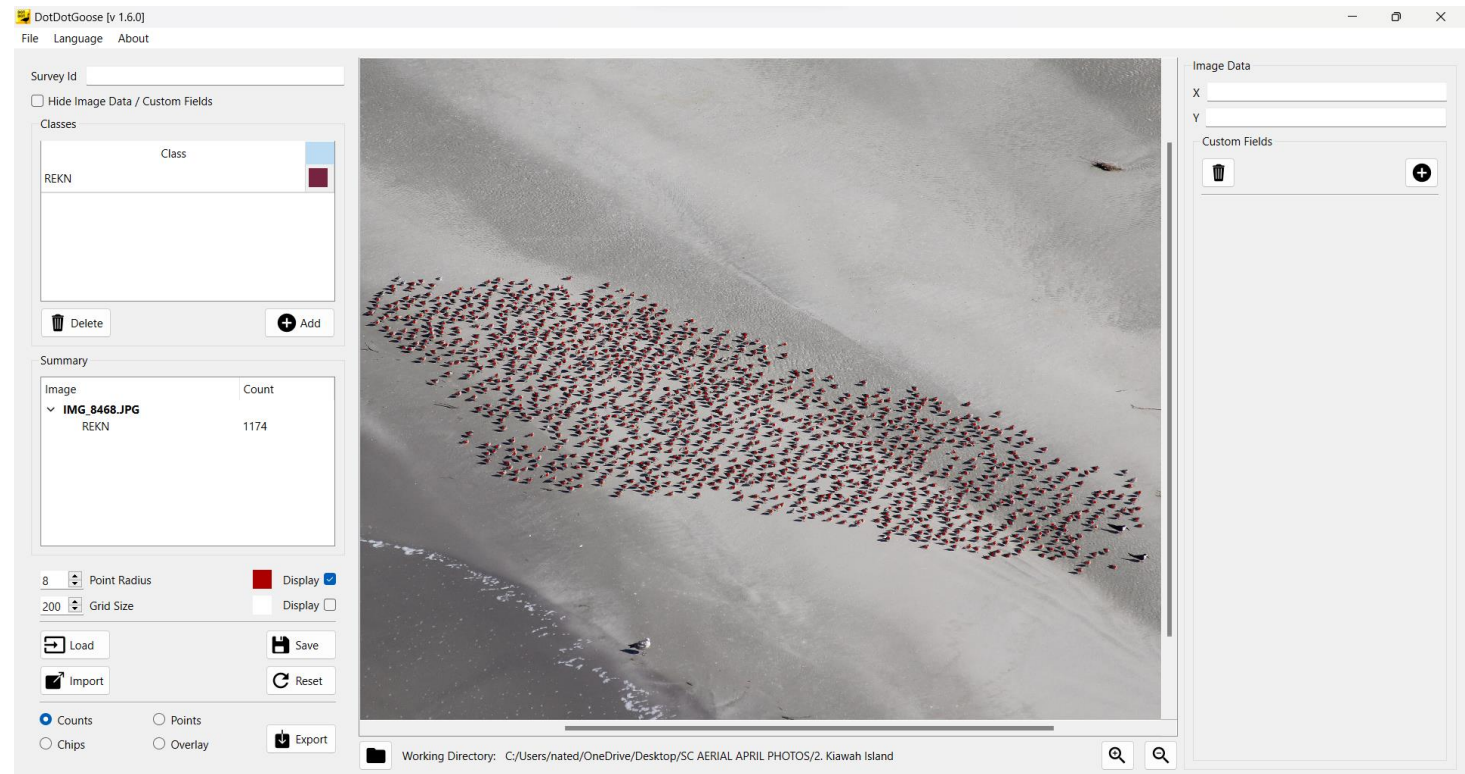 DotDotGoose [v 1.6.0]
File Language About
Survey Id
Hide Image Data / Custom Fields
Classes
Class
REKN
Delete
Add
Summary
Image Count
IMG_8468.JPG
REKN 1174
8 Point Radius Display
200 Grid Size Display
Load Save
Import Reset
Counts Points
Chips Overlay
Export
Working Directory: C:/Users/nated/OneDrive/Desktop/SC AERIAL APRIL PHOTOS/2. Kiawah Island
Image Data
X
Y
Custom Fields